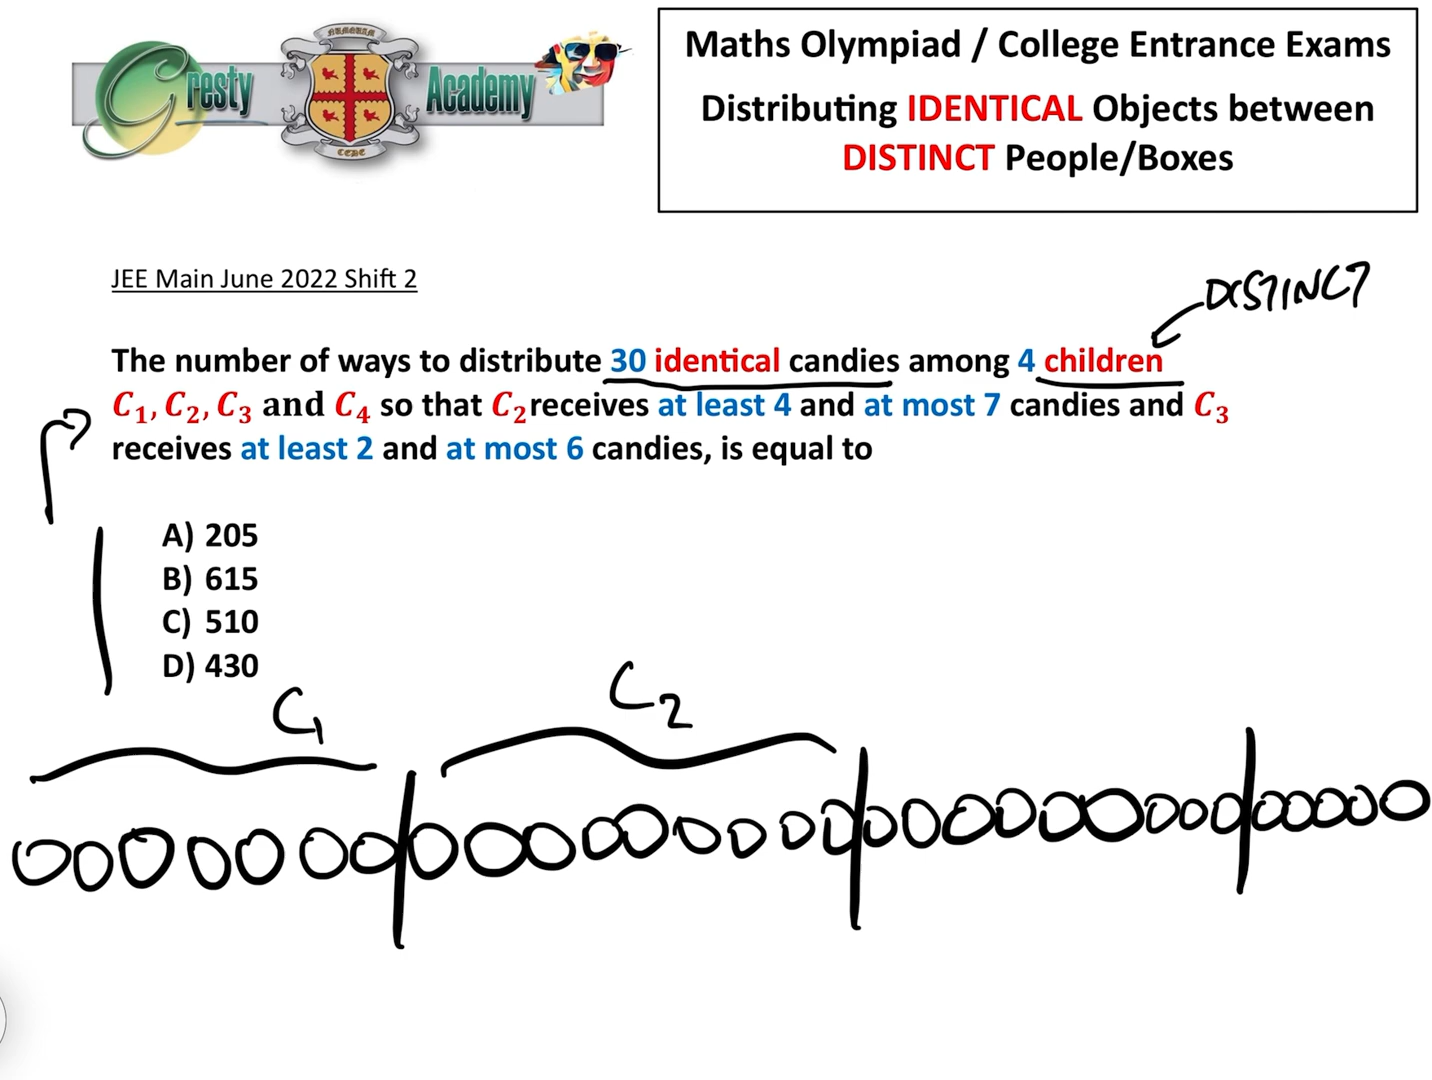 NUMQUAM
Gresty Academy
CEDE
Maths Olympiad / College Entrance Exams
Distributing IDENTICAL Objects between
DISTINCT People/Boxes
JEE Main June 2022 Shift 2
DISTINCT
The number of ways to distribute 30 identical candies among 4 children
C₁, C₂, C₃ and C₄ so that C₂receives at least 4 and at most 7 candies and C₃
receives at least 2 and at most 6 candies, is equal to
A) 205
B) 615
C) 510
D) 430
C₁
C₂